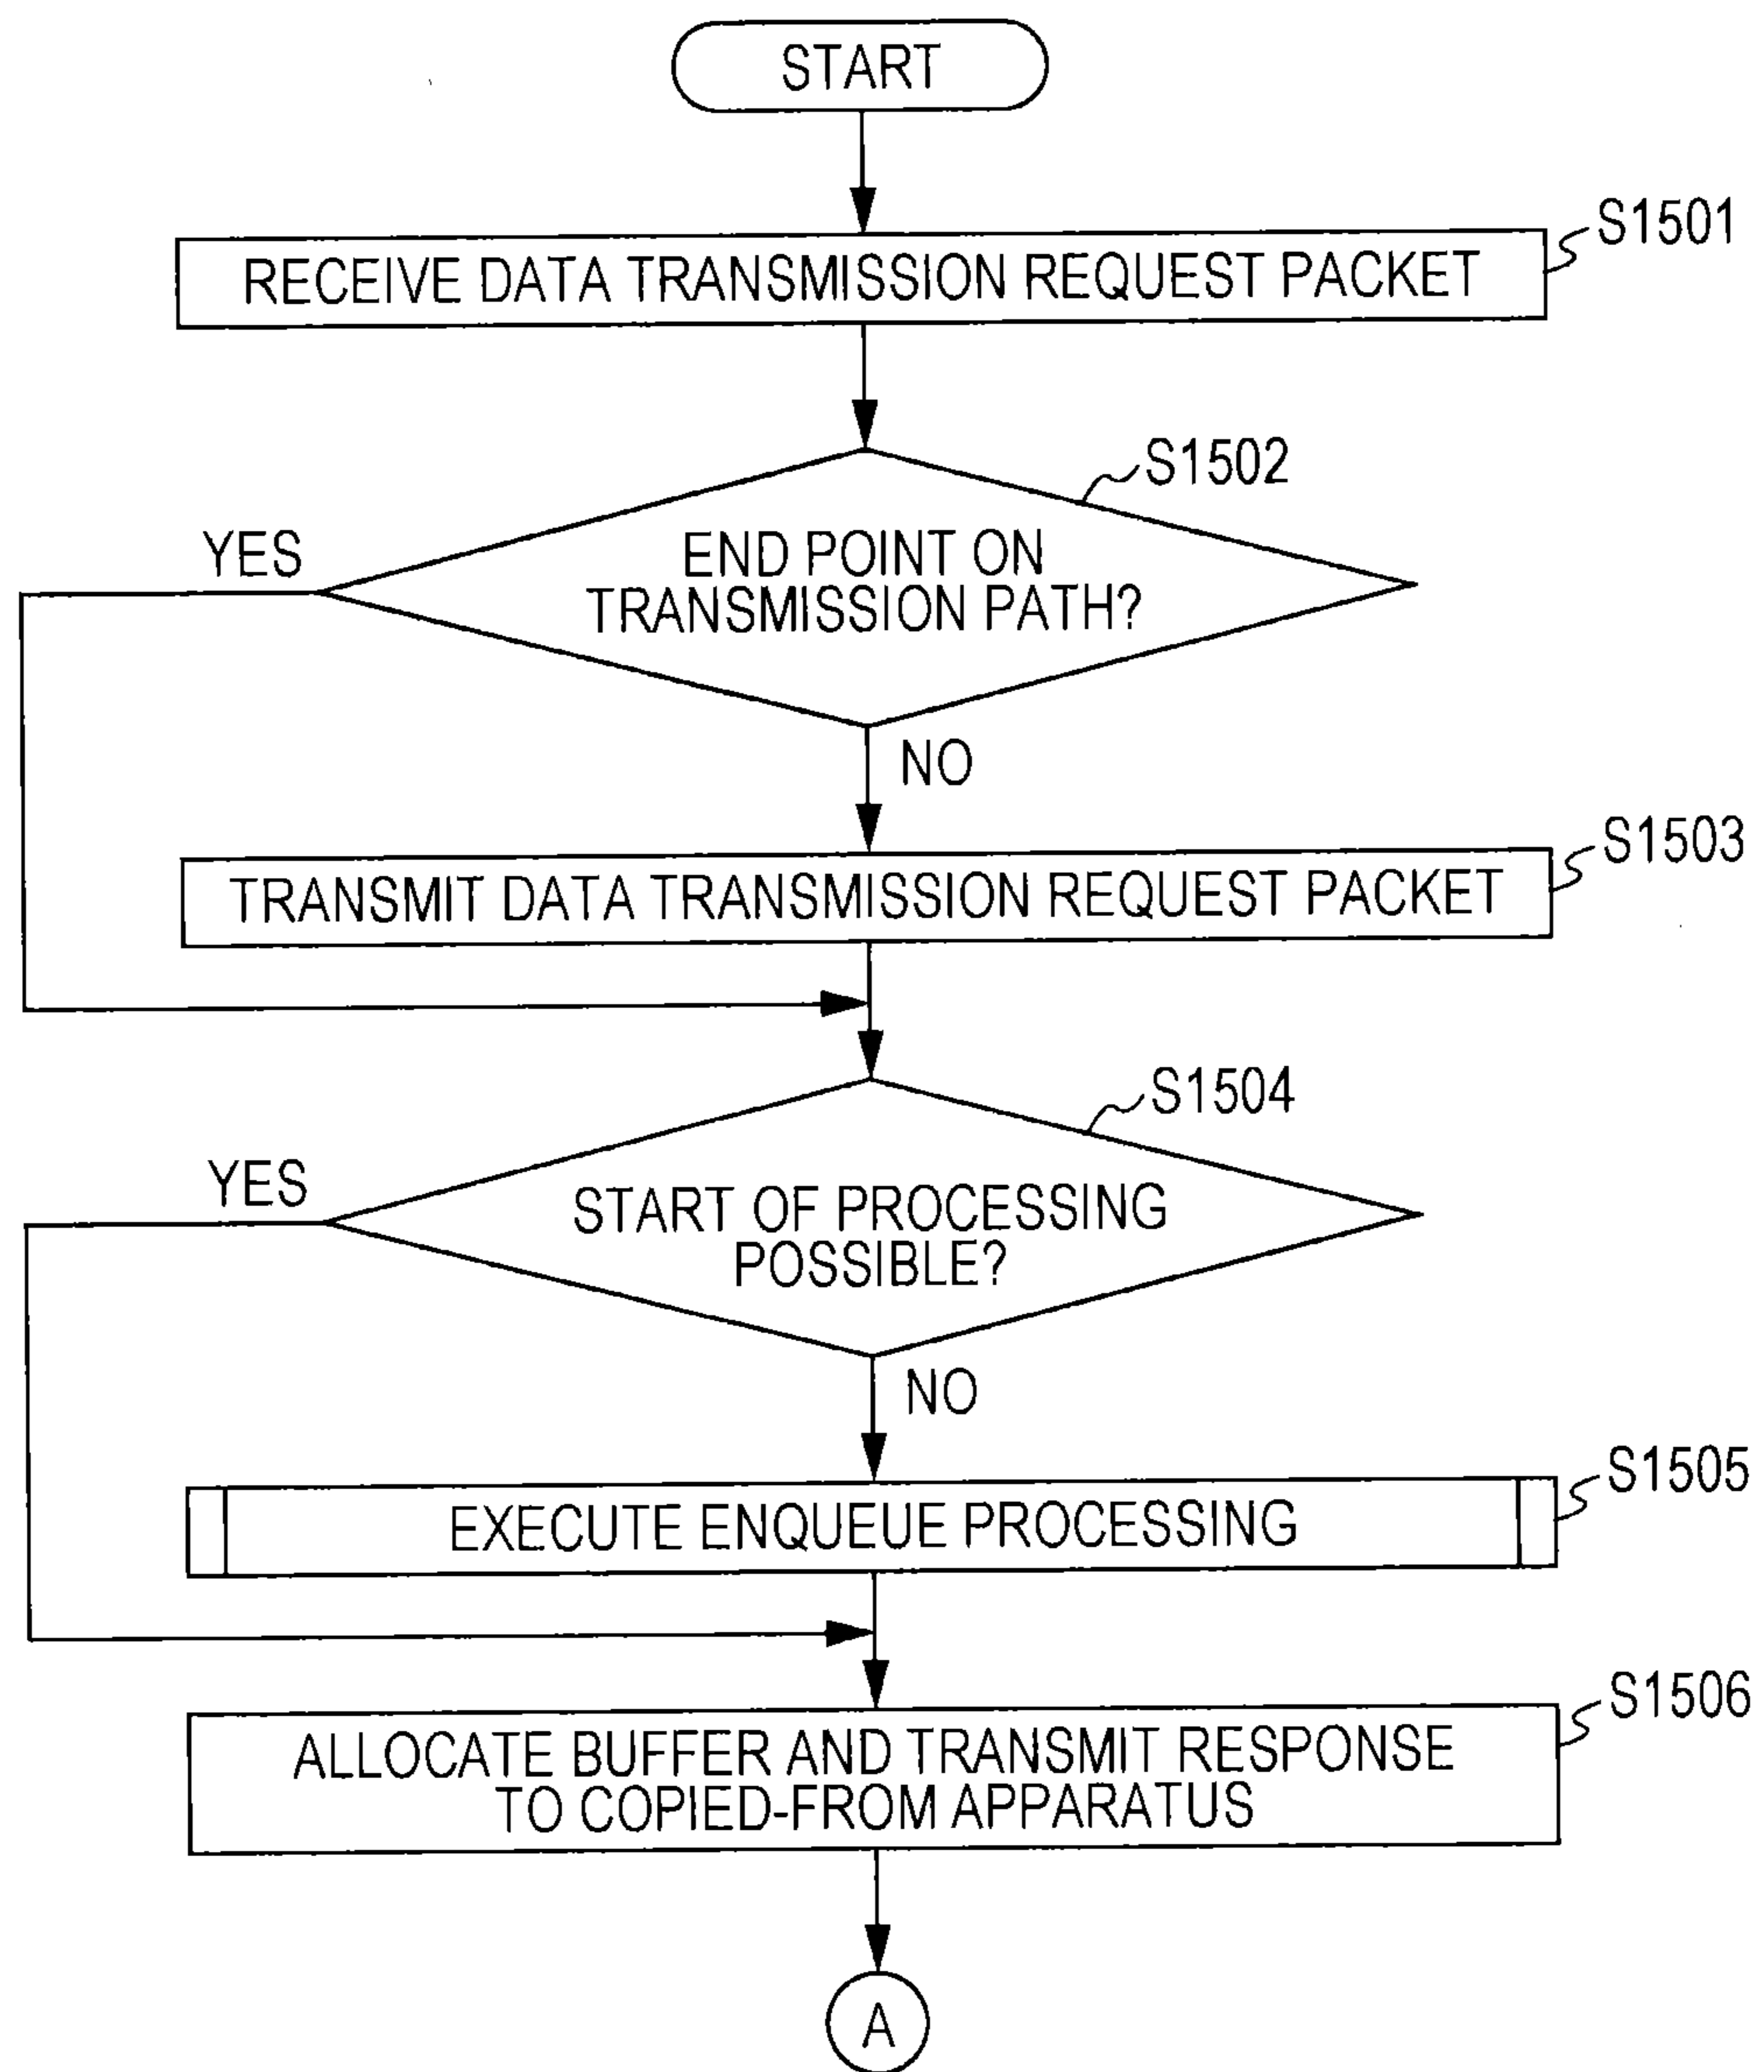 START
S1501
RECEIVE DATA TRANSMISSION REQUEST PACKET
S1502
YES
END POINT ON
TRANSMISSION PATH?
NO
S1503
TRANSMIT DATA TRANSMISSION REQUEST PACKET
S1504
YES
START OF PROCESSING
POSSIBLE?
NO
S1505
EXECUTE ENQUEUE PROCESSING
S1506
ALLOCATE BUFFER AND TRANSMIT RESPONSE
TO COPIED-FROM APPARATUS
A